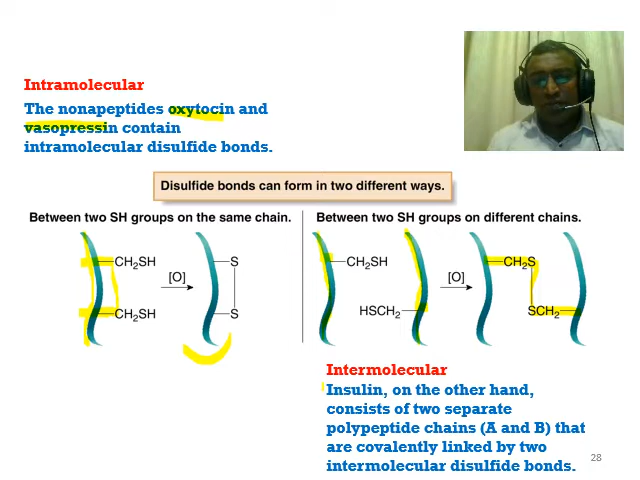 Intramolecular
The nonapeptides oxytocin and
vasopressin contain
intramolecular disulfide bonds.
Disulfide bonds can form in two different ways.
Between two SH groups on the same chain.
CH2SH
CH2SH
[O]
S
S
Between two SH groups on different chains.
CH2SH
HSCH2
[O]
CH2S
SCH2
Intermolecular
Insulin, on the other hand,
consists of two separate
polypeptide chains (A and B) that
are covalently linked by two
intermolecular disulfide bonds.
28